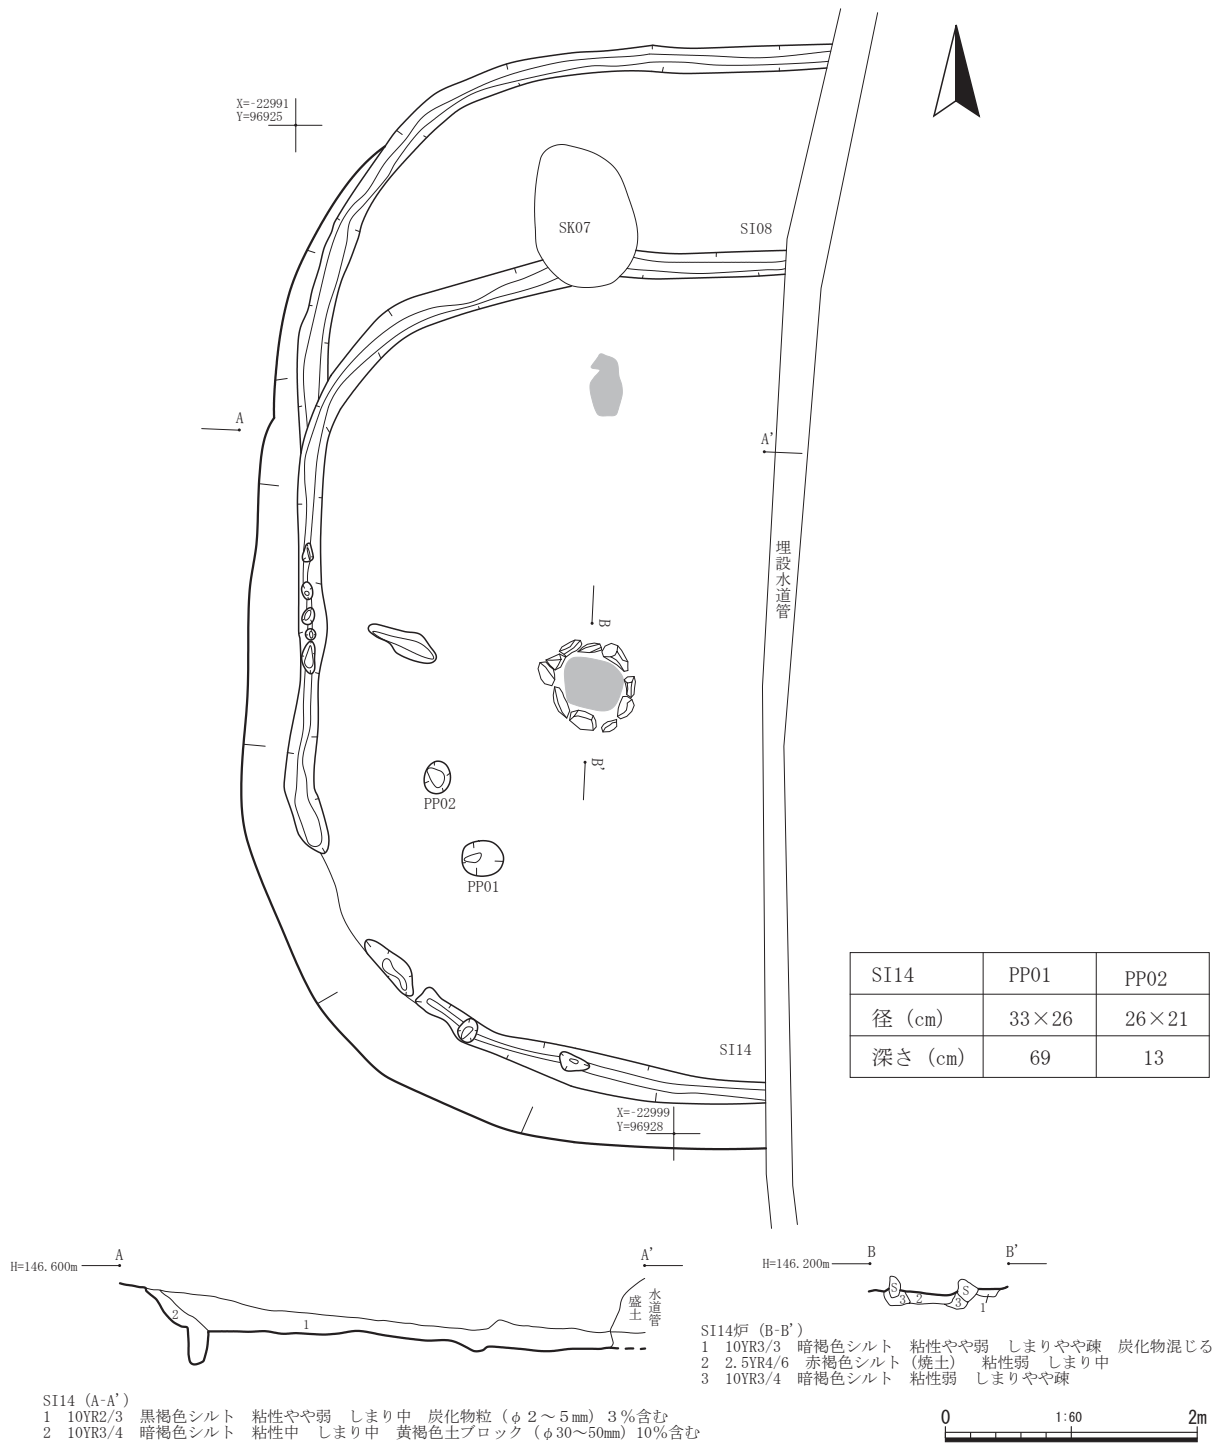 X=-22991
Y=96925
SK07
SI08
A
A'
埋設水道管
B
B'
PP02
PP01
SI14
X=-22999
Y=96928
SI14 PP01 PP02
径（cm） 33×26 26×21
深さ（cm） 69 13
A A'
H=146.600m
2
1
盛土
水道管
B B'
H=146.200m
S S
3 2 3 1
SI14炉（B-B'）
1 10YR3/3 暗褐色シルト 粘性やや弱 しまりやや疎 炭化物混じる
2 2.5YR4/6 赤褐色シルト（焼土） 粘性弱 しまり中
3 10YR3/4 暗褐色シルト 粘性弱 しまりやや疎
SI14（A-A'）
1 10YR2/3 黒褐色シルト 粘性やや弱 しまり中 炭化物粒（φ２～５㎜）３％含む
2 10YR3/4 暗褐色シルト 粘性中 しまり中 黄褐色土ブロック（φ30～50㎜）10％含む
0 1:60 2m